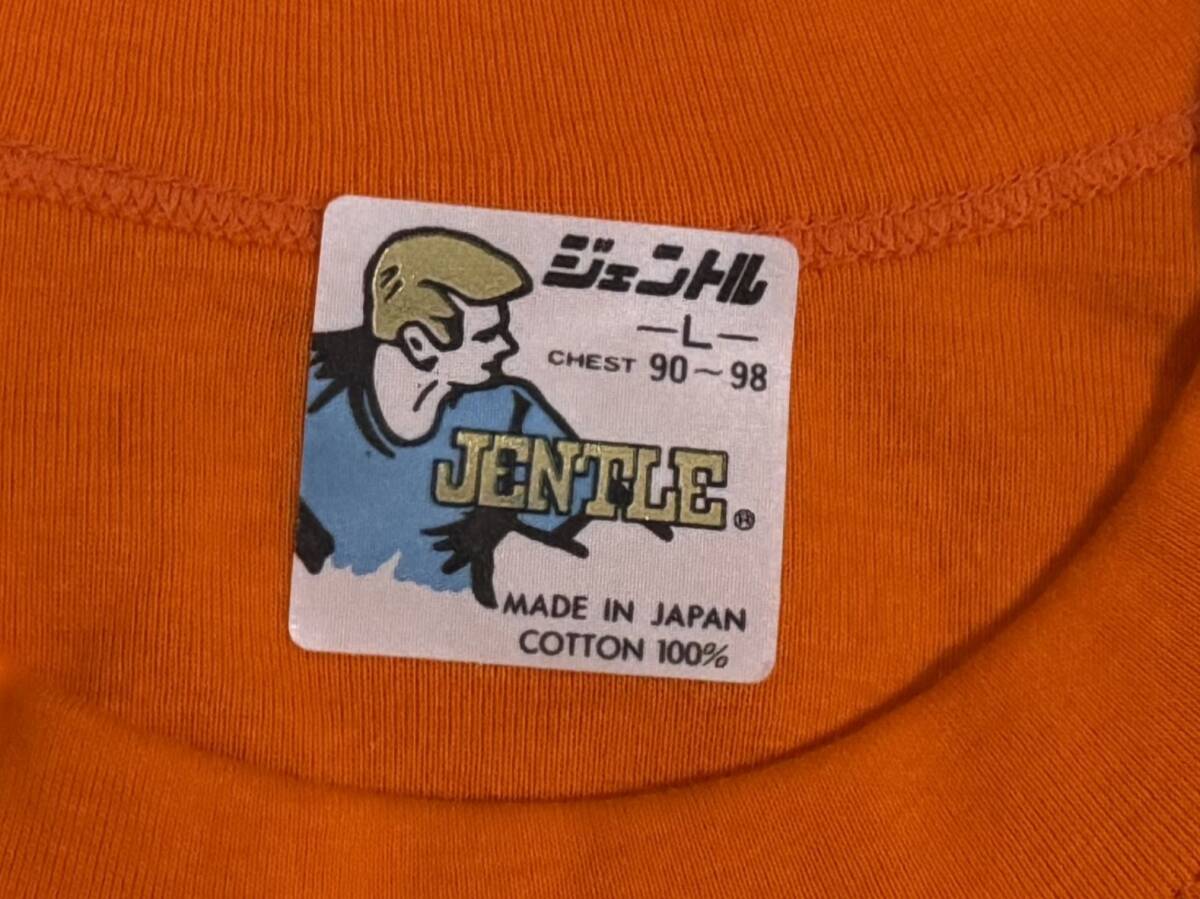 ジェントル
—L—
CHEST 90~98
JENTLE®
MADE IN JAPAN
COTTON 100%